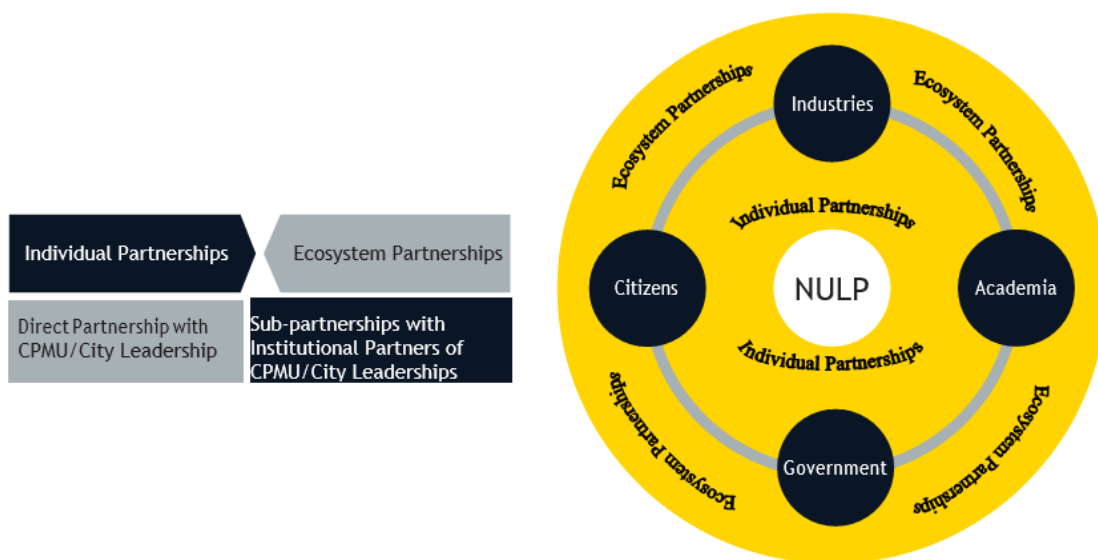 Individual Partnerships
Ecosystem Partnerships
Direct Partnership with
CPMU/City Leadership
Sub-partnerships with
Institutional Partners of
CPMU/City Leaderships
Ecosystem Partnerships
Industries
Ecosystem Partnerships
Individual Partnerships
Citizens
NULP
Academia
Individual Partnerships
Ecosystem Partnerships
Government
Ecosystem Partnerships